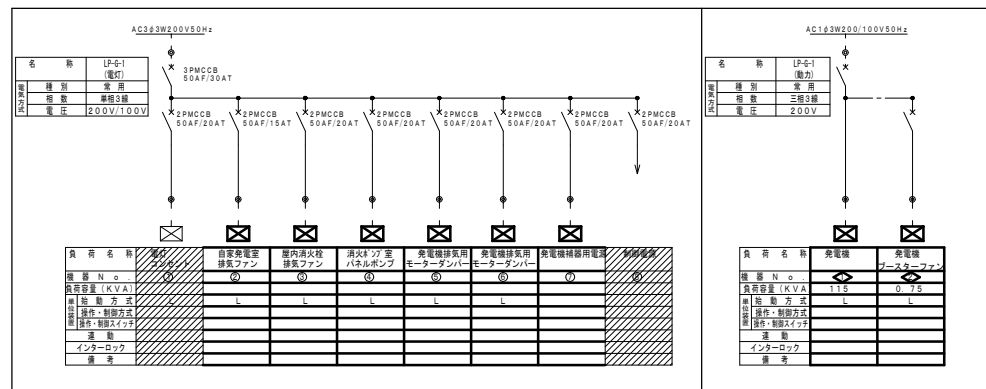 AC3φ3W200V50Hz
名 称 LP-G-1 (電灯)
電気方式
種 別 常 用
相 数 単相3線
電 圧 200V/100V
3PMCCB
50AF/30AT
2PMCCB 2PMCCB 2PMCCB 2PMCCB 2PMCCB 2PMCCB 2PMCCB 2PMCCB
50AF/20AT 50AF/15AT 50AF/20AT 50AF/20AT 50AF/20AT 50AF/20AT 50AF/20AT 50AF/20AT
負 荷 名 称 電灯 コンセント 自家発電室 排気ファン 屋内消火栓 排気ファン 消火ポンプ室 パネルポンプ 発電機排気用 モーターダンパー 発電機排気用 モーターダンパー 発電機補器用電源 制御電源
機 器 No. ① ② ③ ④ ⑤ ⑥ ⑦ ⑧
負荷容量(KVA)
単位装置
始 動 方 式 L L L L L L
操作・制御方式
操作・制御スイッチ
連 動
インターロック
備 考
AC1φ3W200/100V50Hz
名 称 LP-G-1 (動力)
電気方式
種 別 常 用
相 数 三相3線
電 圧 200V
負 荷 名 称 発電機 発電機 ブースターファン
機 器 No. 1 2
負荷容量(KVA) 115 0.75
単位装置
始 動 方 式 L L
操作・制御方式
操作・制御スイッチ
連 動
インターロック
備 考